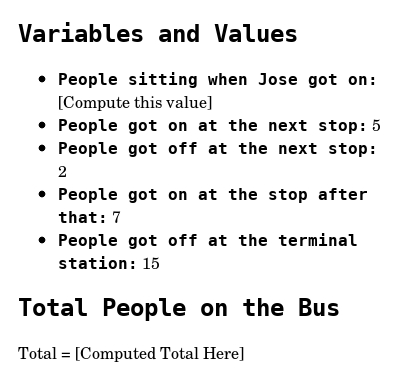 Variables and Values
• People sitting when Jose got on:
[Compute this value]
• People got on at the next stop: 5
• People got off at the next stop:
2
• People got on at the stop after
that: 7
• People got off at the terminal
station: 15
Total People on the Bus
Total = [Computed Total Here]